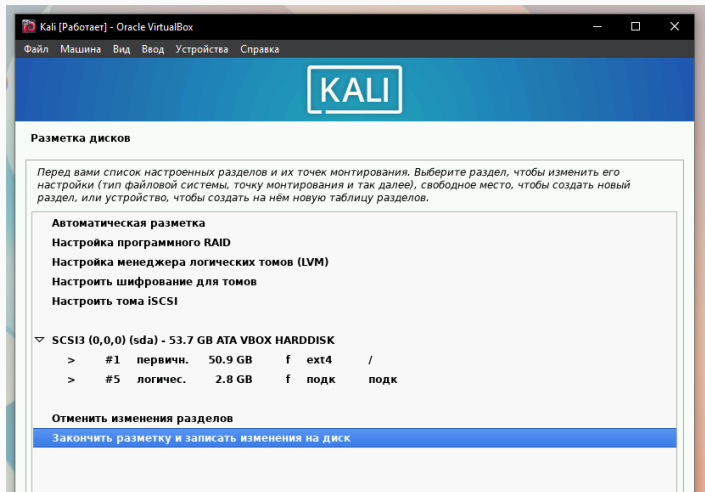 Kali [Работает] - Oracle VirtualBox
Файл Машина Вид Ввод Устройства Справка
KALI
Разметка дисков
Перед вами список настроенных разделов и их точек монтирования. Выберите раздел, чтобы изменить его
настройки (тип файловой системы, точку монтирования и так далее), свободное место, чтобы создать новый
раздел, или устройство, чтобы создать на нём новую таблицу разделов.
Автоматическая разметка
Настройка программного RAID
Настройка менеджера логических томов (LVM)
Настроить шифрование для томов
Настроить тома iSCSI
SCSI3 (0,0,0) (sda) - 53.7 GB ATA VBOX HARDDISK
> #1 первичн. 50.9 GB f ext4 /
> #5 логичес. 2.8 GB f подк подк
Отменить изменения разделов
Закончить разметку и записать изменения на диск